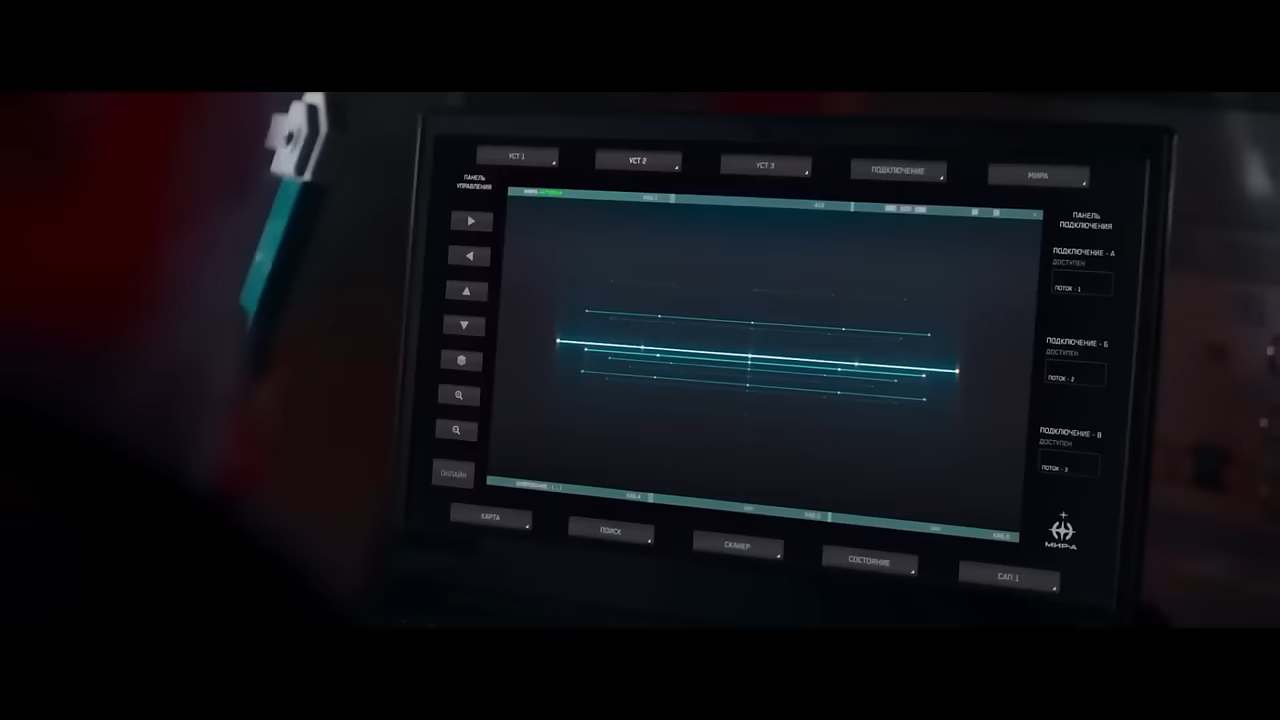 УСТ 1
УСТ 2
УСТ 3
ПОДКЛЮЧЕНИЕ
МИРА
ПАНЕЛЬ
УПРАВЛЕНИЯ
ПАНЕЛЬ
ПОДКЛЮЧЕНИЯ
ПОДКЛЮЧЕНИЕ - А
ДОСТУПЕН
ПОТОК - 1
ПОДКЛЮЧЕНИЕ - Б
ДОСТУПЕН
ПОТОК - 2
ПОДКЛЮЧЕНИЕ - В
ДОСТУПЕН
ПОТОК - 3
МИР-А
ОНЛАЙН
КАРТА
ПОИСК
СКАНЕР
СОСТОЯНИЕ
САП 1